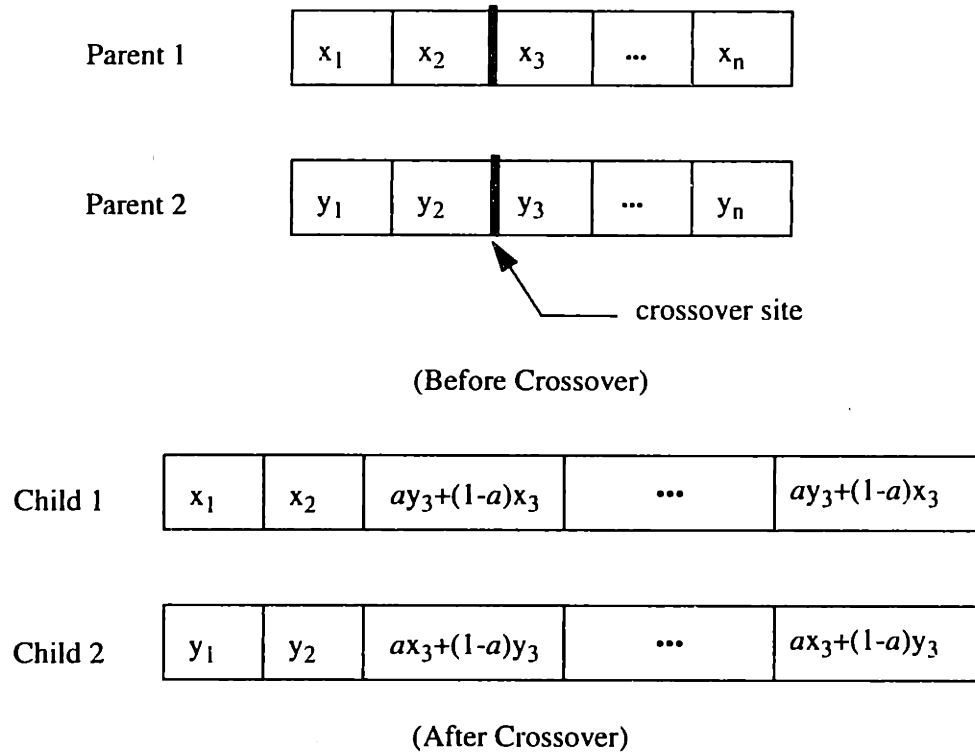 Parent 1 x₁ x₂ x₃ ... xₙ
Parent 2 y₁ y₂ y₃ ... yₙ
crossover site
(Before Crossover)
Child 1 x₁ x₂ ay₃+(1-a)x₃ ... ay₃+(1-a)x₃
Child 2 y₁ y₂ ax₃+(1-a)y₃ ... ax₃+(1-a)y₃
(After Crossover)